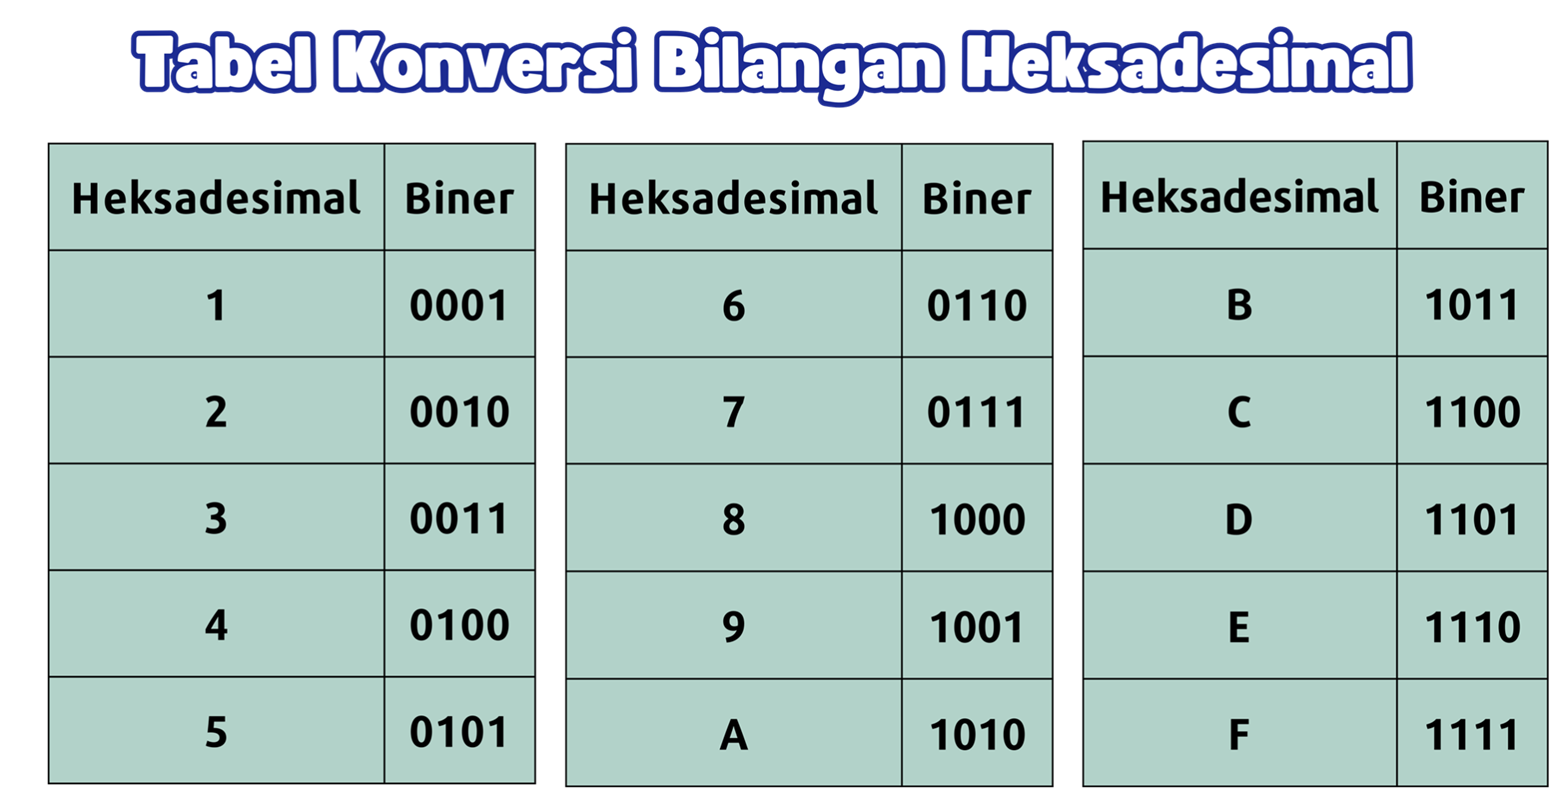 Tabel Konversi Bilangan Heksadesimal
Heksadesimal Biner
1 0001
2 0010
3 0011
4 0100
5 0101
Heksadesimal Biner
6 0110
7 0111
8 1000
9 1001
A 1010
Heksadesimal Biner
B 1011
C 1100
D 1101
E 1110
F 1111